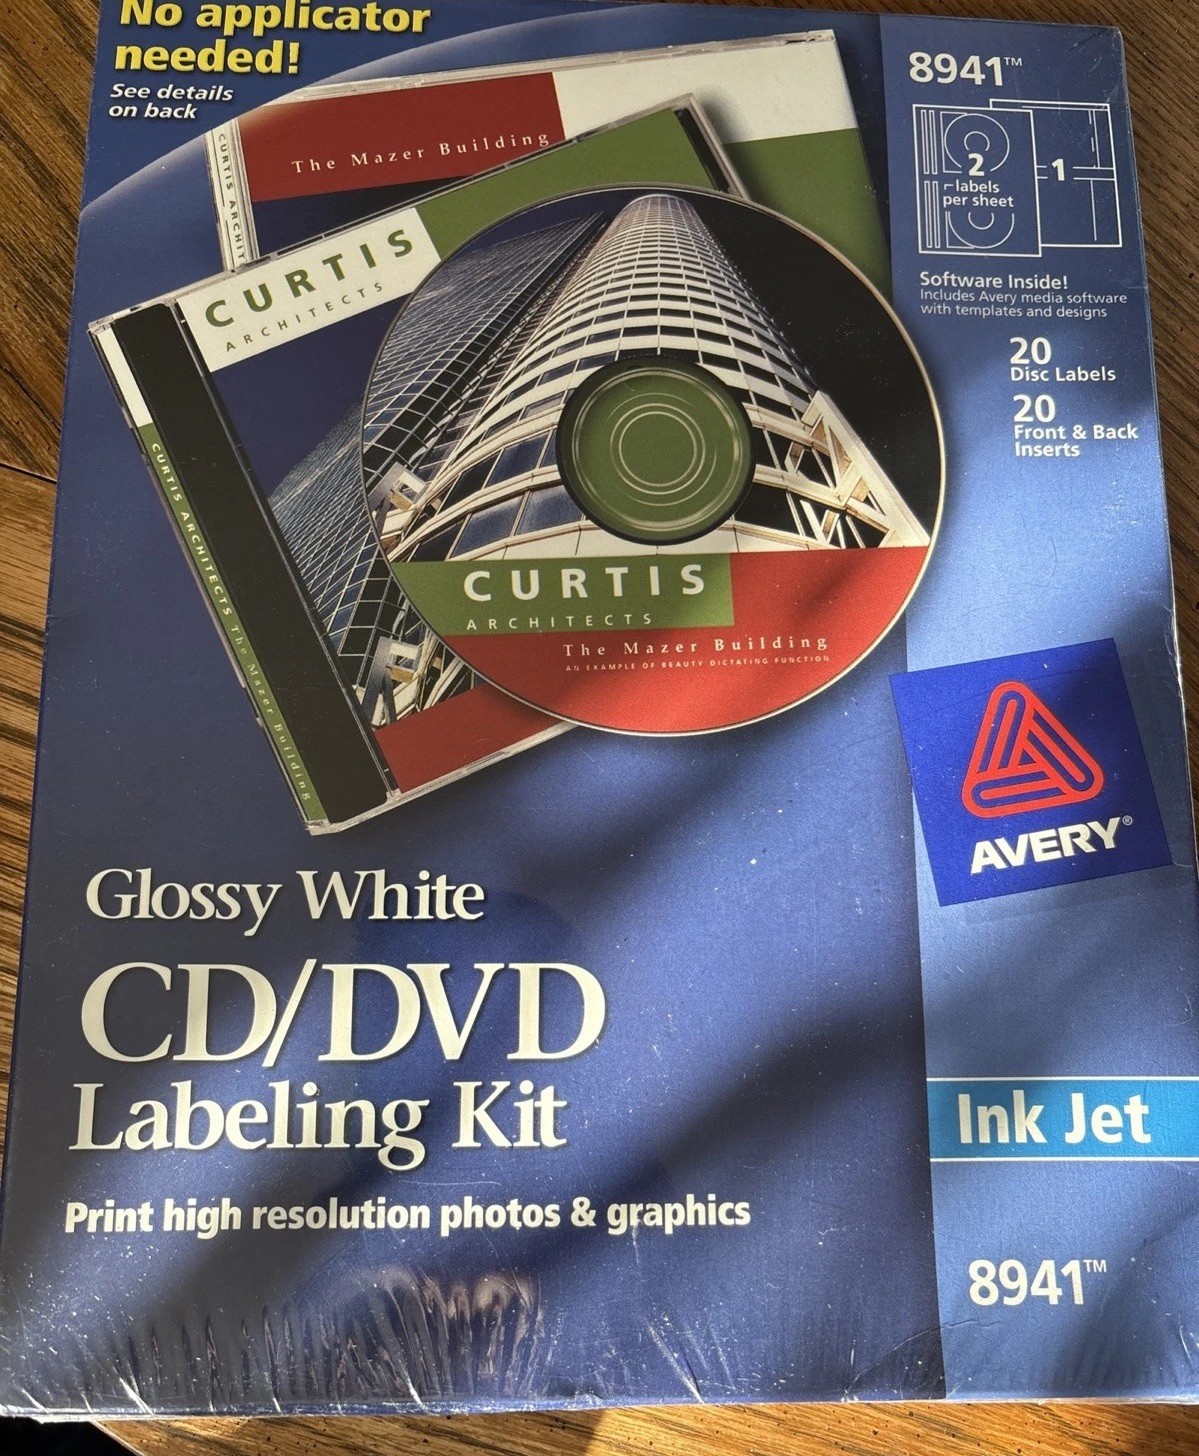 No applicator
needed!
See details
on back
8941™
2
labels
per sheet
1
Software Inside!
Includes Avery media software
with templates and designs
20
Disc Labels
20
Front & Back
Inserts
The Mazer Building
CURTIS ARCHIT
CURTIS
ARCHITECTS
CURTIS ARCHITECTS The Mazer Building
CURTIS
ARCHITECTS
The Mazer Building
AN EXAMPLE OF BEAUTY DICTATING FUNCTION
AVERY®
Glossy White
CD/DVD
Labeling Kit
Print high resolution photos & graphics
Ink Jet
8941™